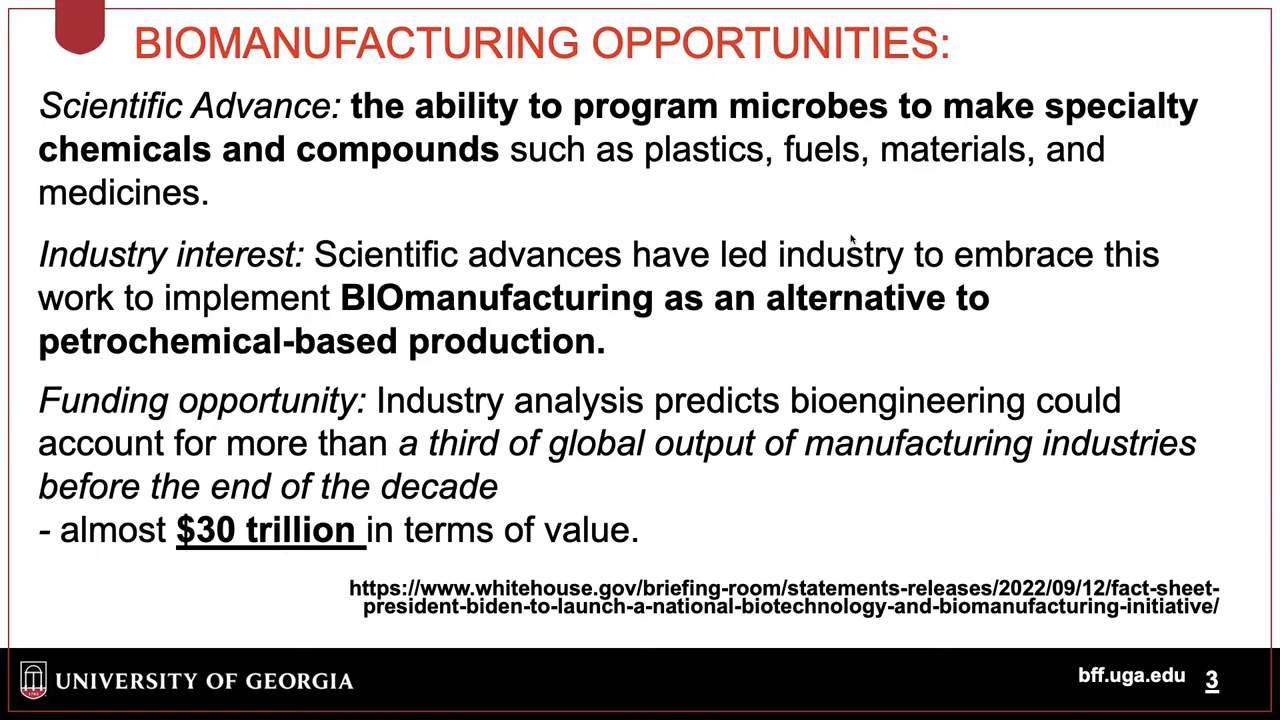 BIOMANUFACTURING OPPORTUNITIES:
Scientific Advance: the ability to program microbes to make specialty
chemicals and compounds such as plastics, fuels, materials, and
medicines.
Industry interest: Scientific advances have led industry to embrace this
work to implement BIOmanufacturing as an alternative to
petrochemical-based production.
Funding opportunity: Industry analysis predicts bioengineering could
account for more than a third of global output of manufacturing industries
before the end of the decade
- almost $30 trillion in terms of value.
https://www.whitehouse.gov/briefing-room/statements-releases/2022/09/12/fact-sheet-
president-biden-to-launch-a-national-biotechnology-and-biomanufacturing-initiative/
UNIVERSITY OF GEORGIA
bff.uga.edu 3